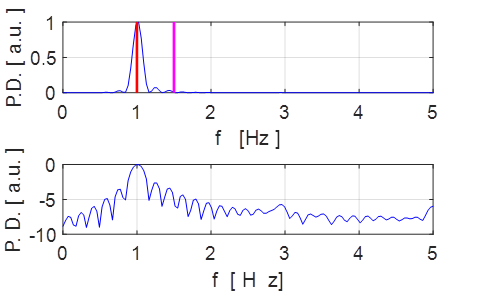 P.D. [ a.u. ]
1
0.5
0
0 1 2 3 4 5
f [Hz ]
P. D. [ a.u. ]
0
-5
-10
0 1 2 3 4 5
f [ H z]